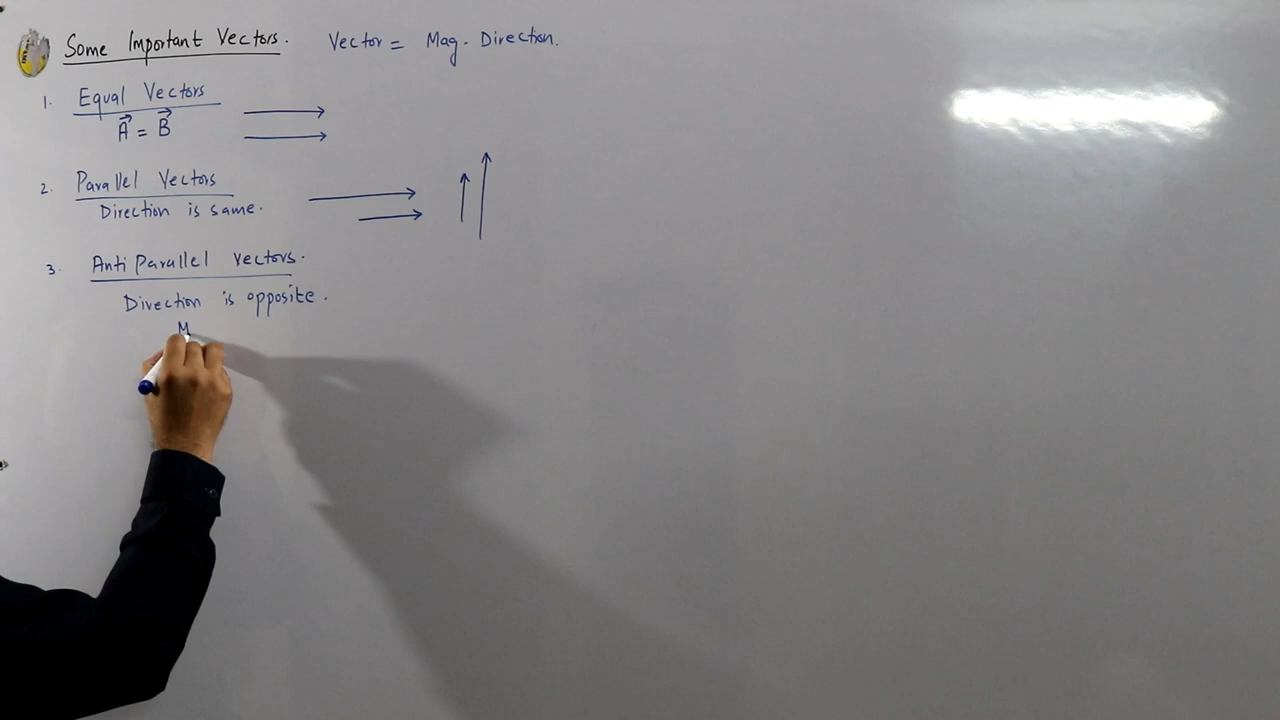 Some Important Vectors. Vector = Mag. Direction.
1. Equal Vectors
A⃗ = B⃗
2. Parallel Vectors
Direction is same.
3. Anti Parallel vectors.
Direction is opposite.
M